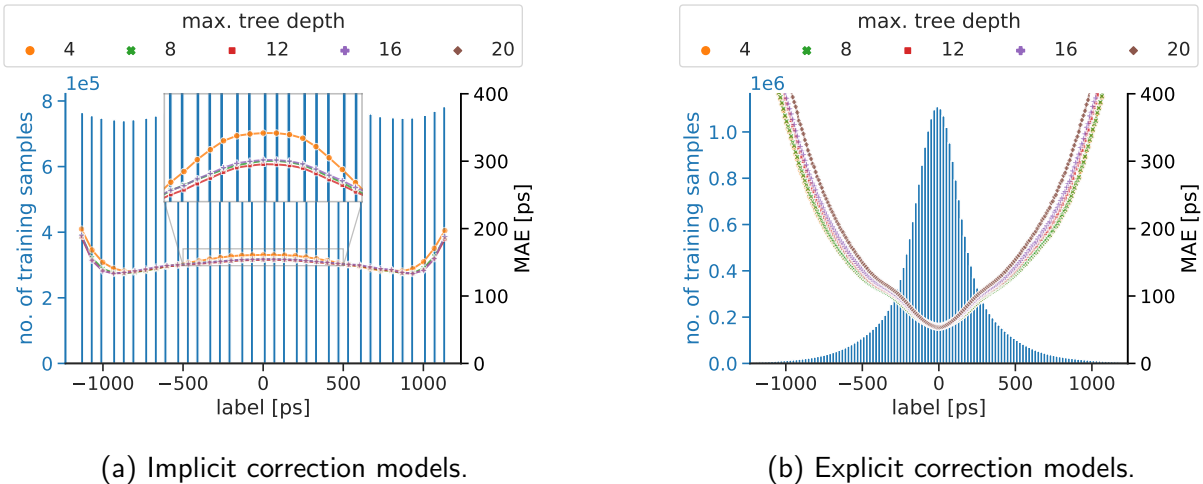 max. tree depth
4 8 12 16 20
1e5
8
6
4
2
0
no. of training samples
400
300
200
100
0
MAE [ps]
−1000 −500 0 500 1000
label [ps]
(a) Implicit correction models.
max. tree depth
4 8 12 16 20
1e6
1.0
0.8
0.6
0.4
0.2
0.0
no. of training samples
400
300
200
100
0
MAE [ps]
−1000 −500 0 500 1000
label [ps]
(b) Explicit correction models.